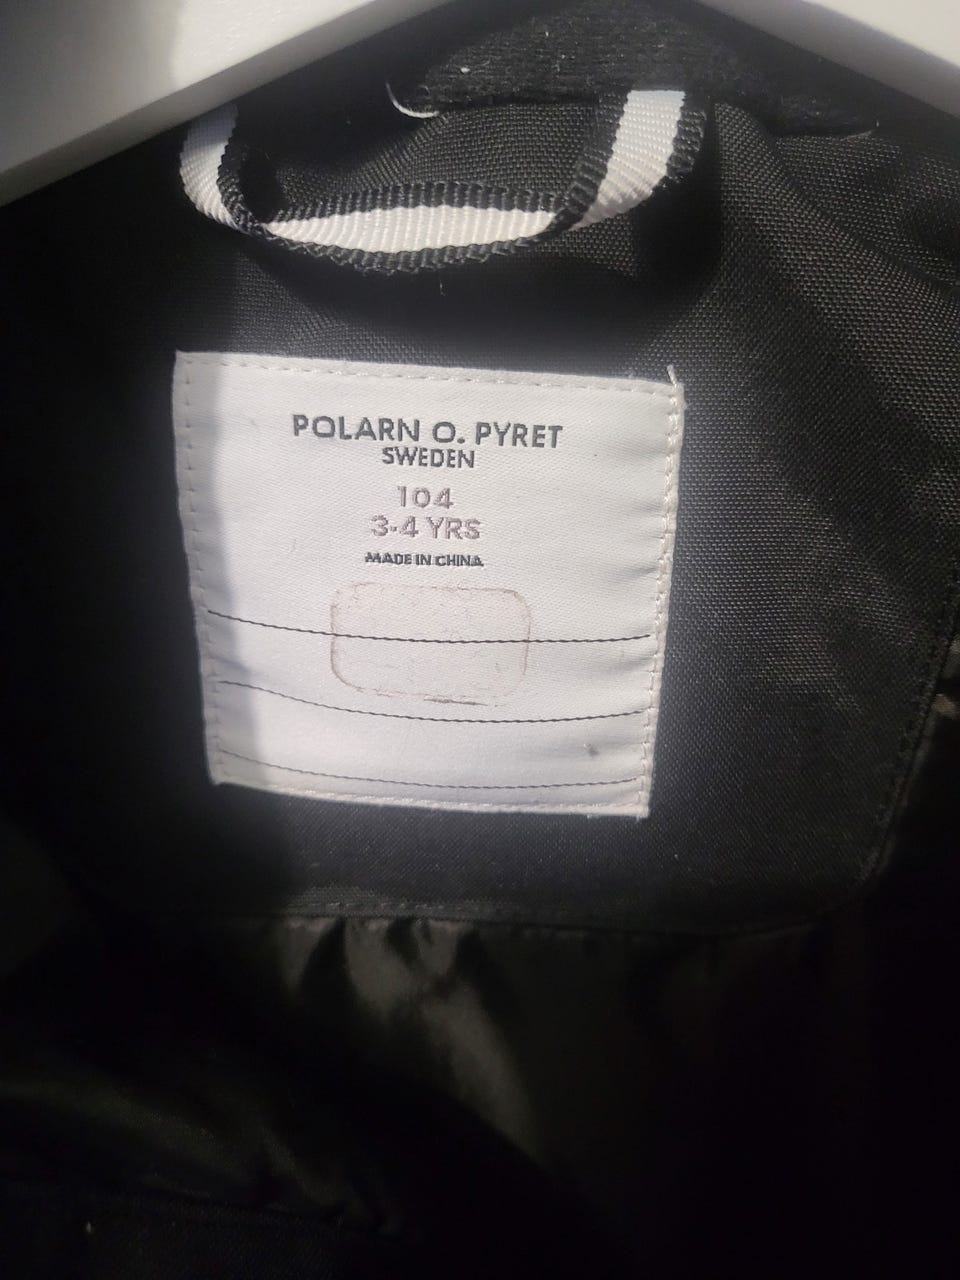 POLARN O. PYRET
SWEDEN
104
3-4 YRS
MADE IN CHINA